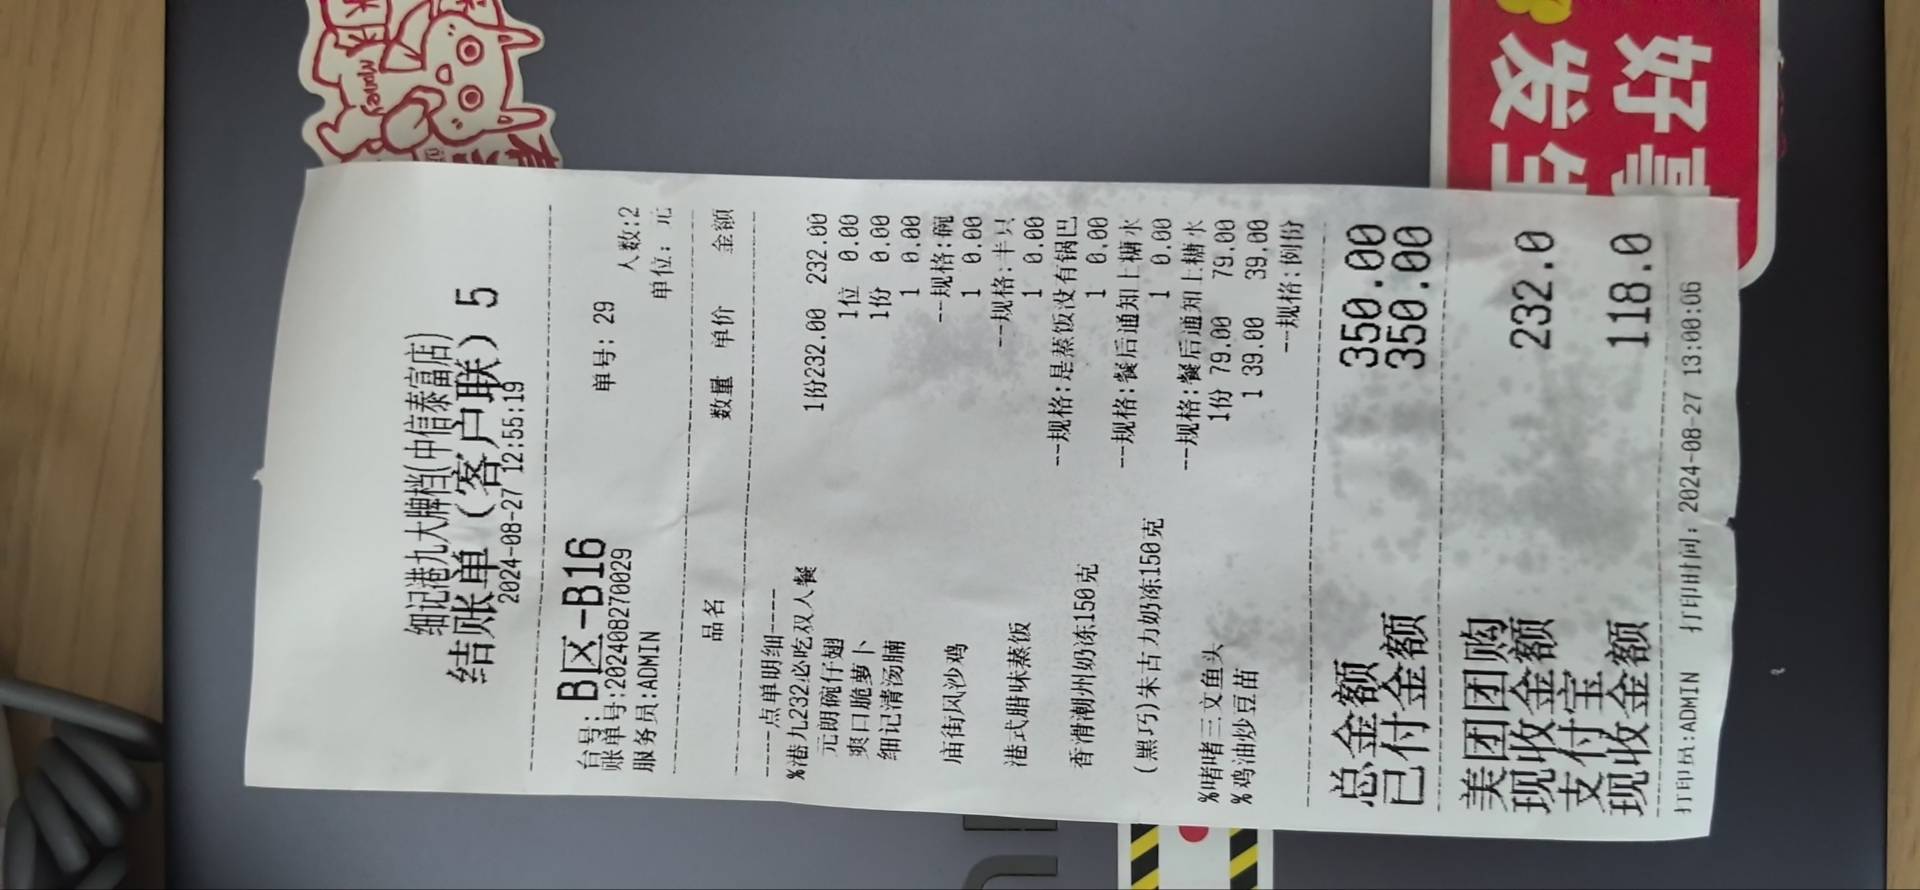 细记港九大牌档(中信泰富店)
结账单(客户联) 5
2024-08-27 12:55:19
台号: B区-B16 单号: 29
账单号:2024082700029 人数:2
服务员:ADMIN 单位: 元
品名 数量 单价 金额
----点单明细----
%港九232必吃双人餐 1份232.00 232.00
元朗碗仔翅 1位 0.00
爽口脆萝卜 1份 0.00
细记清汤腩 1 0.00
--规格:碗
庙街风沙鸡 1 0.00
--规格:半只
港式腊味蒸饭 1 0.00
--规格:是蒸饭没有锅巴
香滑潮州奶冻150克 1 0.00
--规格:餐后通知上糖水
(黑巧)朱古力奶冻150克 1 0.00
--规格:餐后通知上糖水
%啫啫三文鱼头 1份 79.00 79.00
%鸡油炒豆苗 1 39.00 39.00
--规格:例份
总金额 350.00
已付金额 350.00
美团团购
现收金额 232.0
支付宝
现收金额 118.0
打印员:ADMIN 打印时间: 2024-08-27 13:00:06
好事
发生
Money
有